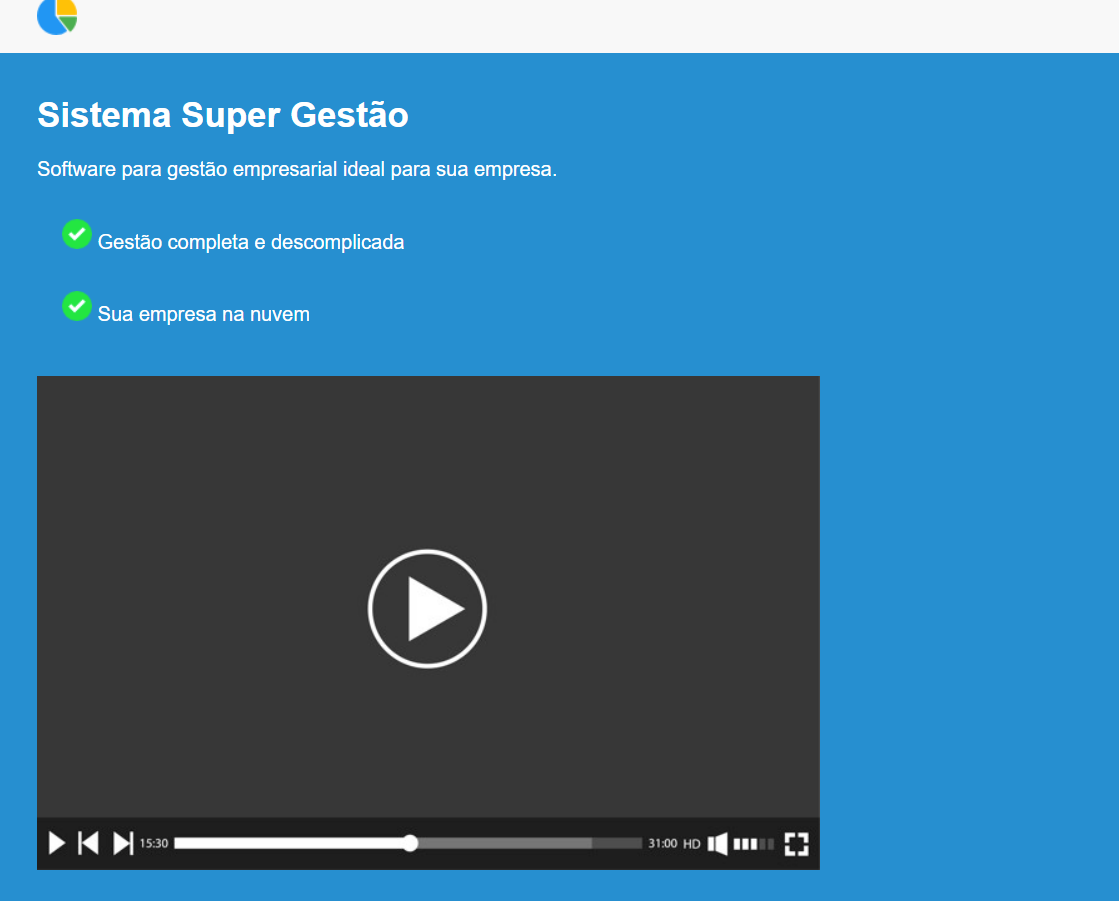 Sistema Super Gestão
Software para gestão empresarial ideal para sua empresa.
Gestão completa e descomplicada
Sua empresa na nuvem
15:30 31:00 HD